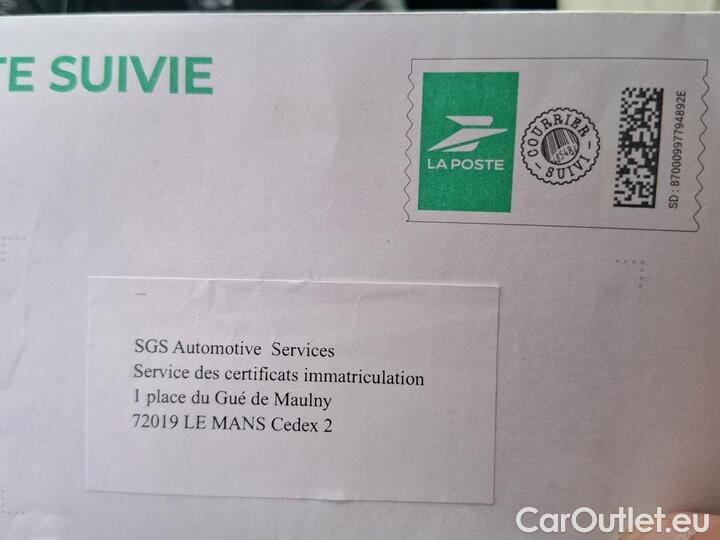 TE SUIVIE
LA POSTE
COURRIER
SUIVI
SD : 87000997794892E
SGS Automotive Services
Service des certificats immatriculation
1 place du Gué de Maulny
72019 LE MANS Cedex 2
CarOutlet.eu